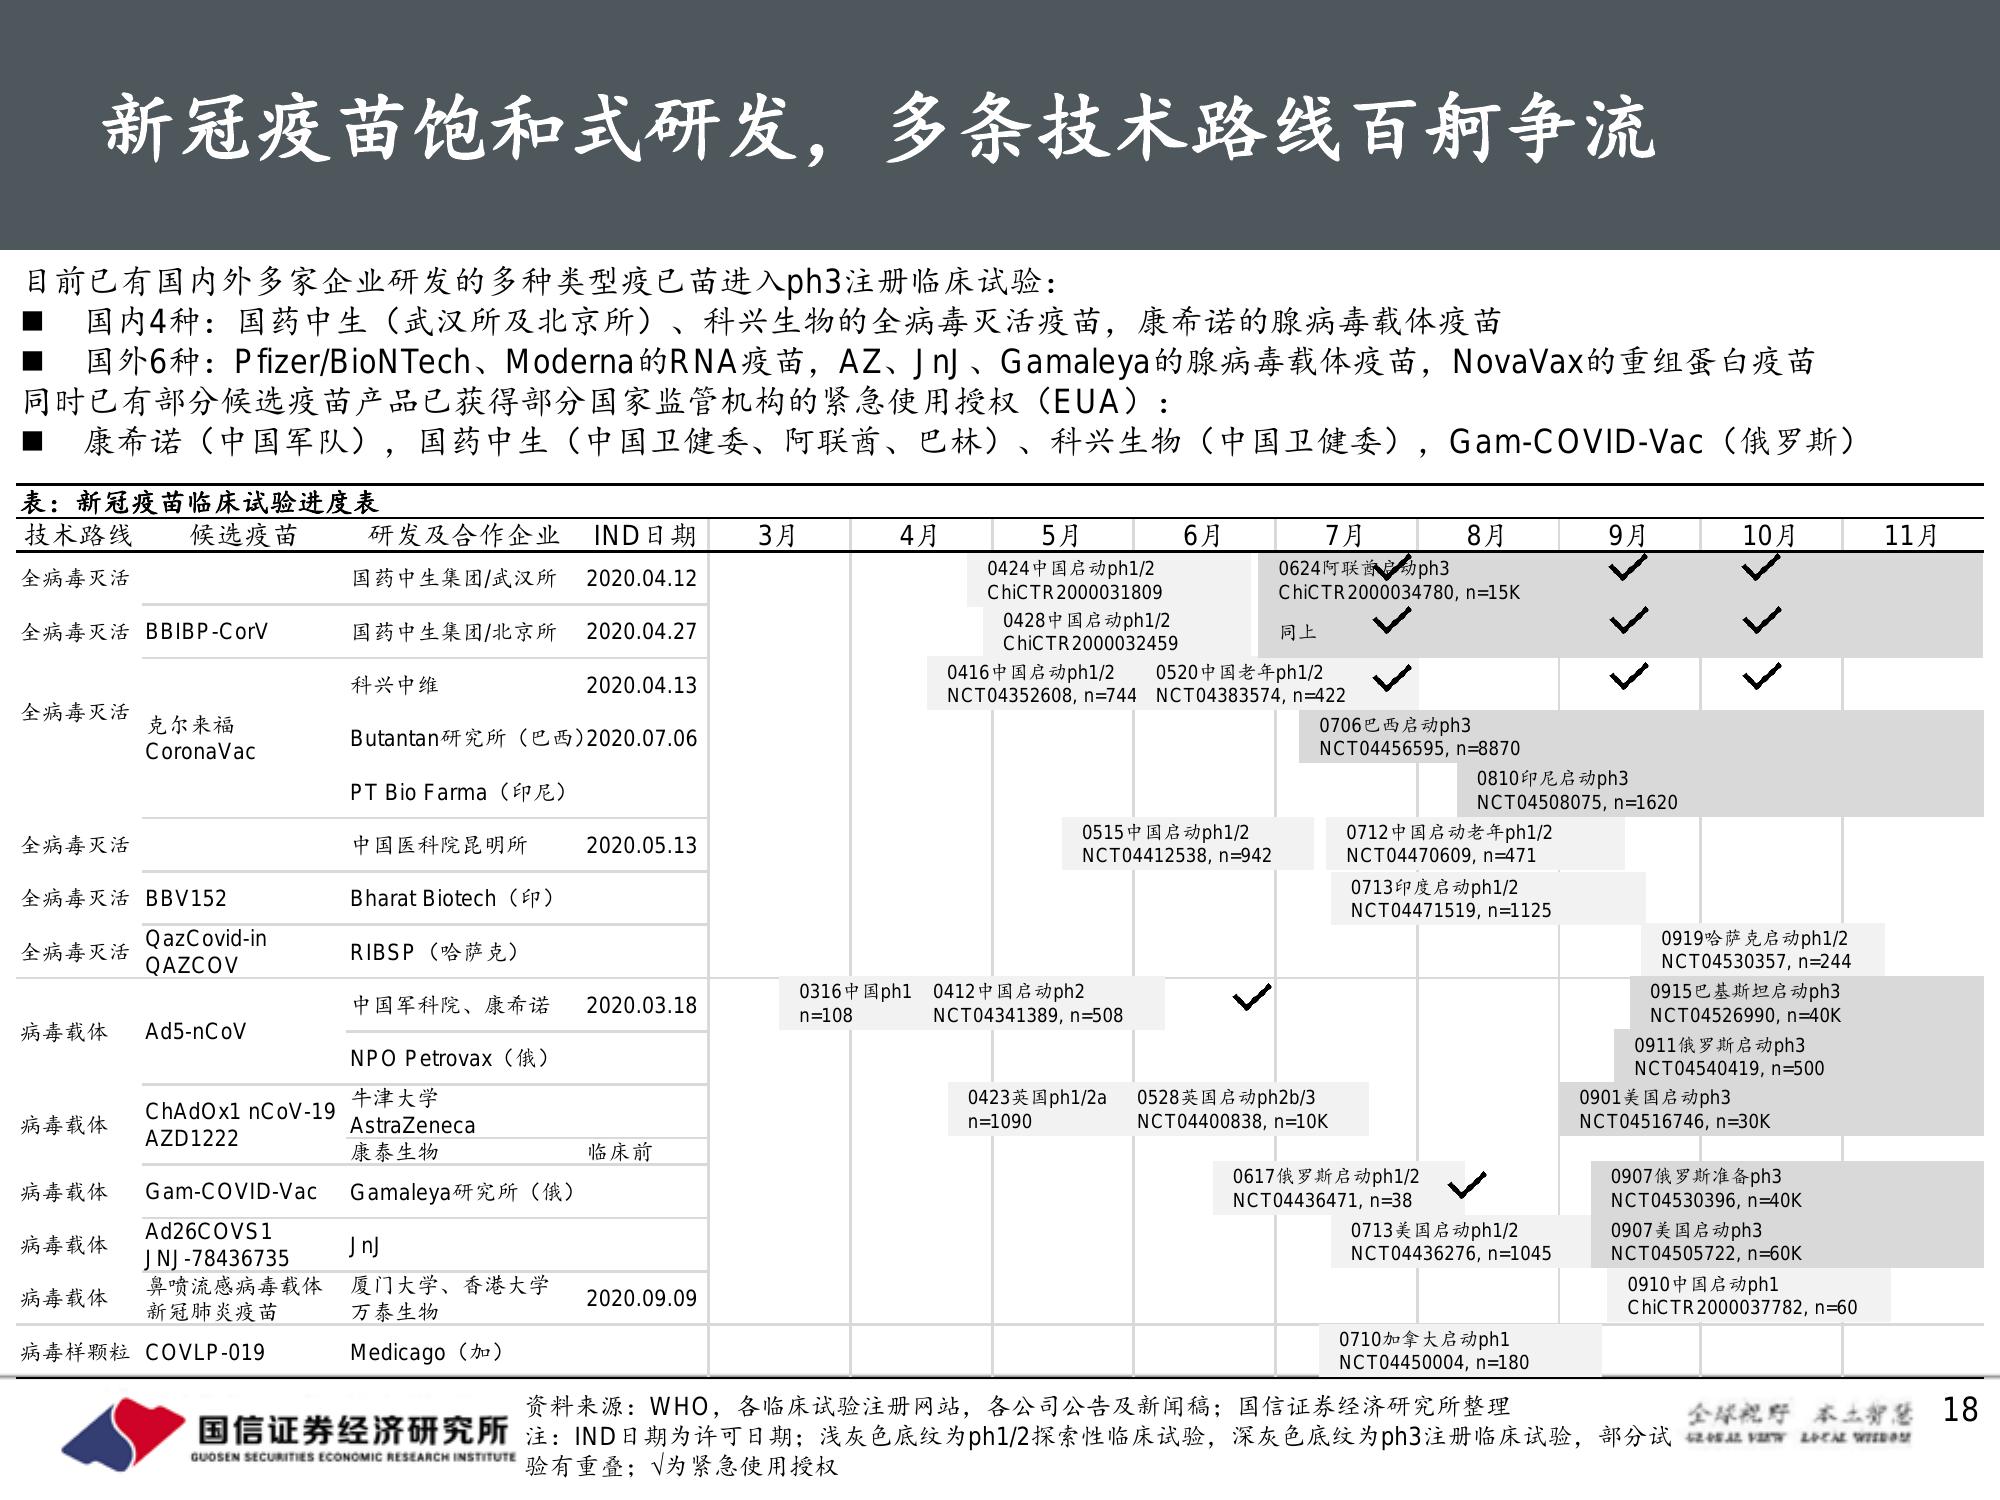 新冠疫苗饱和式研发，多条技术路线百舸争流
目前已有国内外多家企业研发的多种类型疫已苗进入ph3注册临床试验：
■ 国内4种：国药中生（武汉所及北京所）、科兴生物的全病毒灭活疫苗，康希诺的腺病毒载体疫苗
■ 国外6种：Pfizer/BioNTech、Moderna的RNA疫苗，AZ、JnJ、Gamaleya的腺病毒载体疫苗，NovaVax的重组蛋白疫苗
同时已有部分候选疫苗产品已获得部分国家监管机构的紧急使用授权（EUA）：
■ 康希诺（中国军队），国药中生（中国卫健委、阿联酋、巴林）、科兴生物（中国卫健委），Gam-COVID-Vac（俄罗斯）
表：新冠疫苗临床试验进度表
技术路线 候选疫苗 研发及合作企业 IND日期 3月 4月 5月 6月 7月 8月 9月 10月 11月
全病毒灭活 国药中生集团/武汉所 2020.04.12
0424中国启动ph1/2
ChiCTR2000031809
0624阿联酋启动ph3
ChiCTR2000034780, n=15K
✓ ✓ ✓
全病毒灭活 BBIBP-CorV 国药中生集团/北京所 2020.04.27
0428中国启动ph1/2
ChiCTR2000032459
同上
✓ ✓ ✓
全病毒灭活
克尔来福
CoronaVac
科兴中维 2020.04.13
0416中国启动ph1/2
NCT04352608, n=744
0520中国老年ph1/2
NCT04383574, n=422
✓ ✓ ✓
Butantan研究所（巴西）2020.07.06
0706巴西启动ph3
NCT04456595, n=8870
PT Bio Farma（印尼）
0810印尼启动ph3
NCT04508075, n=1620
全病毒灭活 中国医科院昆明所 2020.05.13
0515中国启动ph1/2
NCT04412538, n=942
0712中国启动老年ph1/2
NCT04470609, n=471
全病毒灭活 BBV152 Bharat Biotech（印）
0713印度启动ph1/2
NCT04471519, n=1125
全病毒灭活
QazCovid-in
QAZCOV
RIBSP（哈萨克）
0919哈萨克启动ph1/2
NCT04530357, n=244
病毒载体 Ad5-nCoV
中国军科院、康希诺 2020.03.18
0316中国ph1
n=108
0412中国启动ph2
NCT04341389, n=508
✓
0915巴基斯坦启动ph3
NCT04526990, n=40K
NPO Petrovax（俄）
0911俄罗斯启动ph3
NCT04540419, n=500
病毒载体
ChAdOx1 nCoV-19
AZD1222
牛津大学
AstraZeneca
0423英国ph1/2a
n=1090
0528英国启动ph2b/3
NCT04400838, n=10K
0901美国启动ph3
NCT04516746, n=30K
康泰生物 临床前
病毒载体 Gam-COVID-Vac Gamaleya研究所（俄）
0617俄罗斯启动ph1/2
NCT04436471, n=38
✓
0907俄罗斯准备ph3
NCT04530396, n=40K
病毒载体
Ad26COVS1
JNJ-78436735
JnJ
0713美国启动ph1/2
NCT04436276, n=1045
0907美国启动ph3
NCT04505722, n=60K
病毒载体
鼻喷流感病毒载体
新冠肺炎疫苗
厦门大学、香港大学
万泰生物
2020.09.09
0910中国启动ph1
ChiCTR2000037782, n=60
病毒样颗粒 COVLP-019 Medicago（加）
0710加拿大启动ph1
NCT04450004, n=180
国信证券经济研究所
GUOSEN SECURITIES ECONOMIC RESEARCH INSTITUTE
资料来源：WHO，各临床试验注册网站，各公司公告及新闻稿；国信证券经济研究所整理
注：IND日期为许可日期；浅灰色底纹为ph1/2探索性临床试验，深灰色底纹为ph3注册临床试验，部分试
验有重叠；√为紧急使用授权
全球视野 本土智慧
GLOBAL VIEW LOCAL WISDOM
18